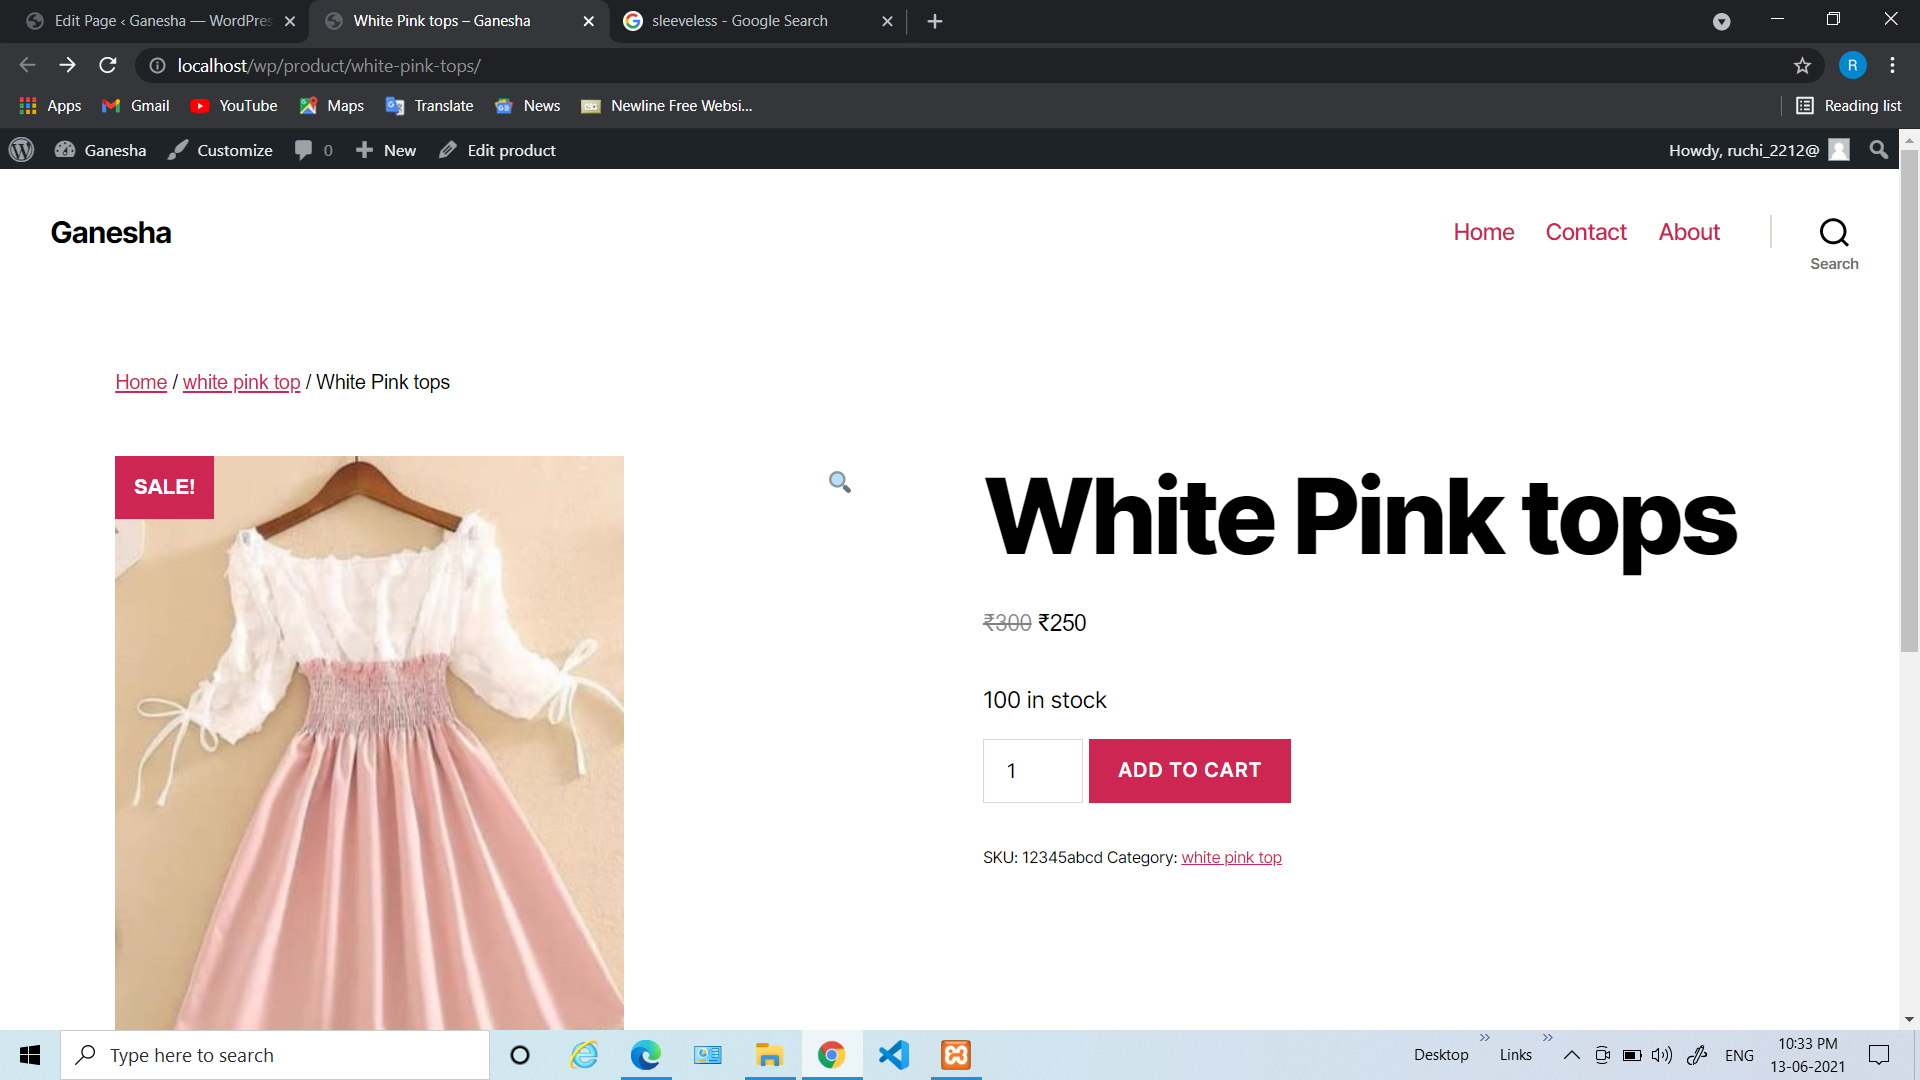 Edit Page ‹ Ganesha — WordPres
White Pink tops – Ganesha
sleeveless - Google Search
localhost/wp/product/white-pink-tops/
R
Apps
Gmail
YouTube
Maps
Translate
News
Newline Free Websi...
Reading list
Ganesha
Customize
0
New
Edit product
Howdy, ruchi_2212@
Ganesha
Home
Contact
About
Search
Home / white pink top / White Pink tops
SALE!
White Pink tops
₹300 ₹250
100 in stock
1
ADD TO CART
SKU: 12345abcd Category: white pink top
Type here to search
Desktop
Links
ENG
10:33 PM
13-06-2021